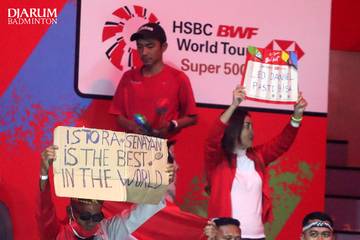 DJARUM
BADMINTON
HSBC BWF
World Tour
Super 500
LEO DANIEL
PASTI BISA
ISTORA SENAYAN
IS THE BEST
IN THE WORLD